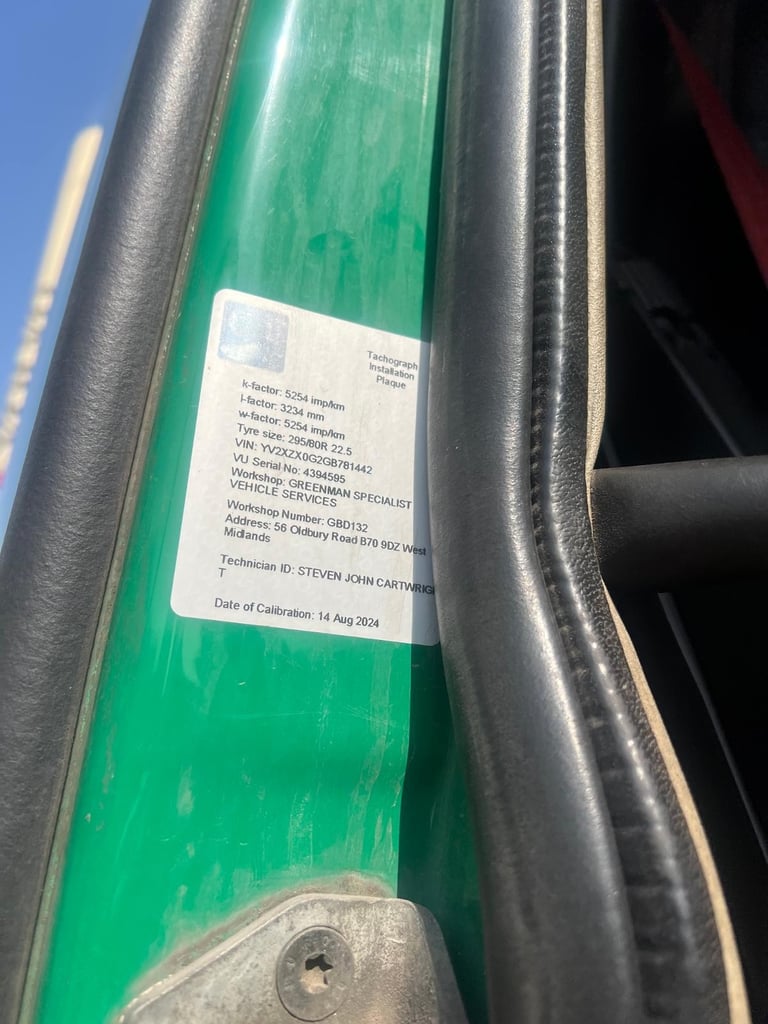 Tachograph
Installation
Plaque
k-factor: 5254 imp/km
l-factor: 3234 mm
w-factor: 5254 imp/km
Tyre size: 295/80R 22.5
VIN: YV2XZX0G2GB781442
VU Serial No: 4394595
Workshop: GREENMAN SPECIALIST
VEHICLE SERVICES
Workshop Number: GBD132
Address: 56 Oldbury Road B70 9DZ West
Midlands
Technician ID: STEVEN JOHN CARTWRIGH
T
Date of Calibration: 14 Aug 2024